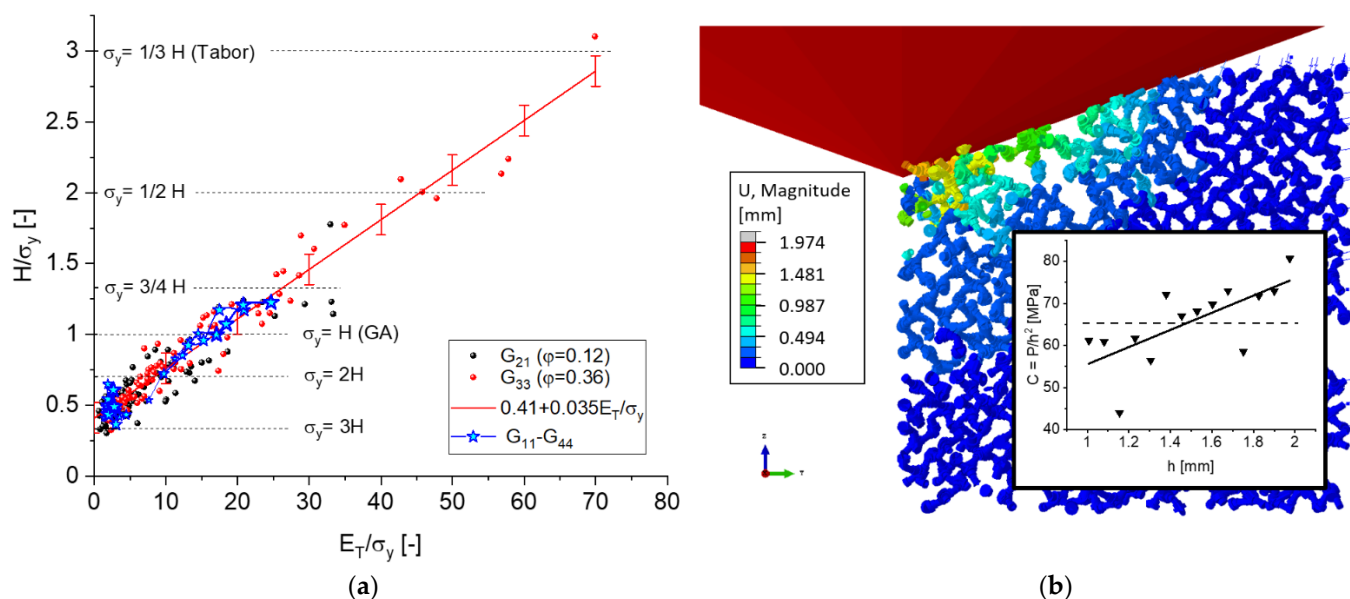 H/σy [-]
3
2.5
2
1.5
1
0.5
0
σy= 1/3 H (Tabor)
σy= 1/2 H
σy= 3/4 H
σy= H (GA)
σy= 2H
σy= 3H
G21 (φ=0.12)
G33 (φ=0.36)
0.41+0.035ET/σy
G11-G44
0 10 20 30 40 50 60 70 80
ET/σy [-]
(a)
U, Magnitude
[mm]
1.974
1.481
0.987
0.494
0.000
z
Y
C = P/h² [MPa]
80
70
60
50
40
1 1.2 1.4 1.6 1.8 2
h [mm]
(b)